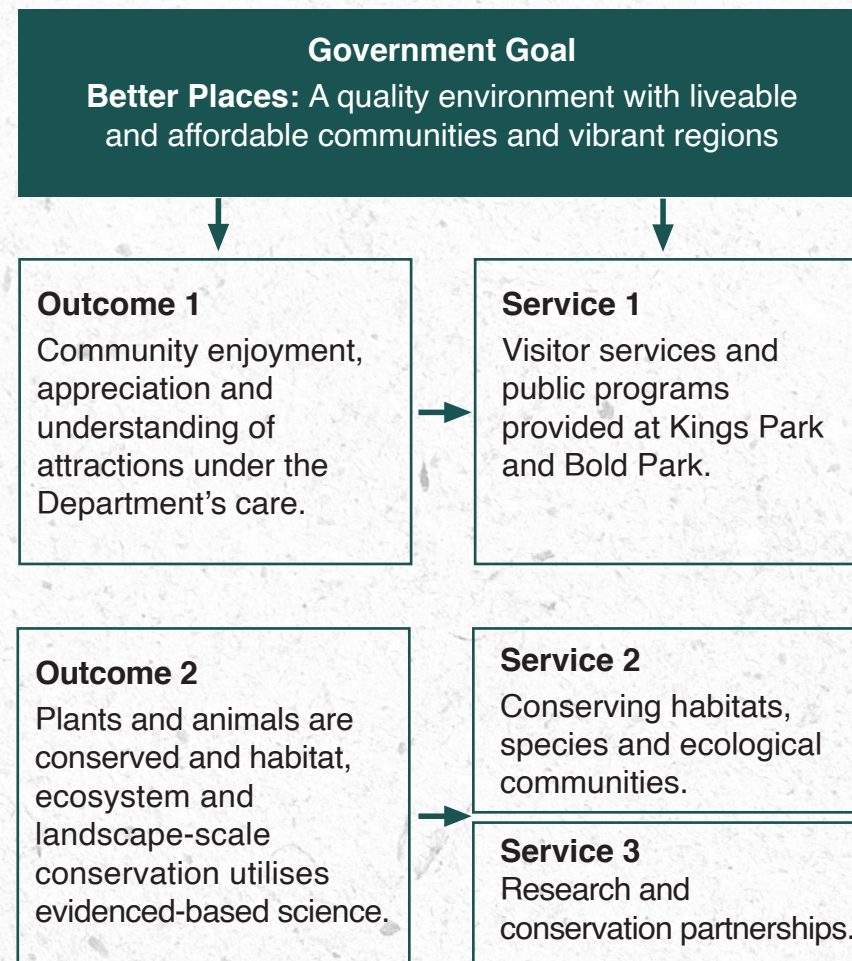 Government Goal
Better Places: A quality environment with liveable
and affordable communities and vibrant regions
Outcome 1
Community enjoyment,
appreciation and
understanding of
attractions under the
Department’s care.
Service 1
Visitor services and
public programs
provided at Kings Park
and Bold Park.
Outcome 2
Plants and animals are
conserved and habitat,
ecosystem and
landscape-scale
conservation utilises
evidenced-based science.
Service 2
Conserving habitats,
species and ecological
communities.
Service 3
Research and
conservation partnerships.